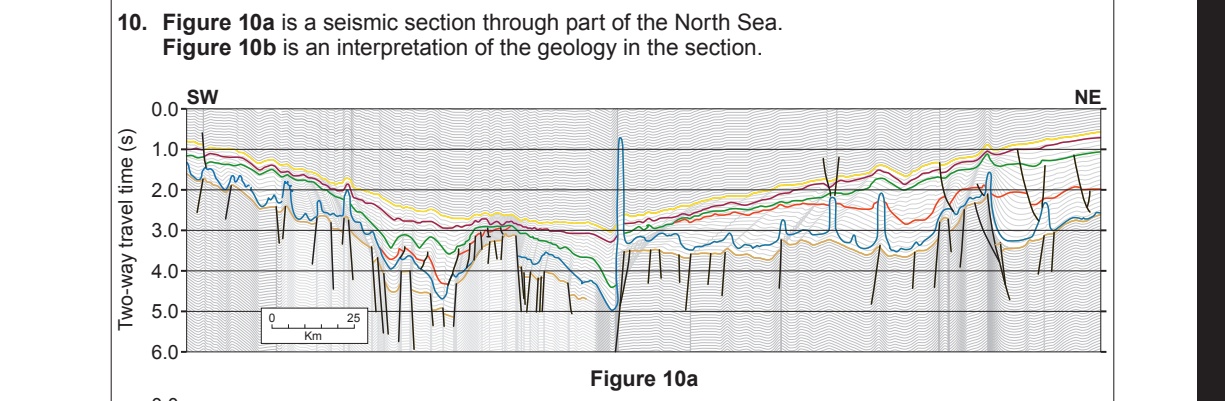 10. Figure 10a is a seismic section through part of the North Sea.
Figure 10b is an interpretation of the geology in the section.
SW NE
Two-way travel time (s)
0.0
1.0
2.0
3.0
4.0
5.0
6.0
0 25
Km
Figure 10a